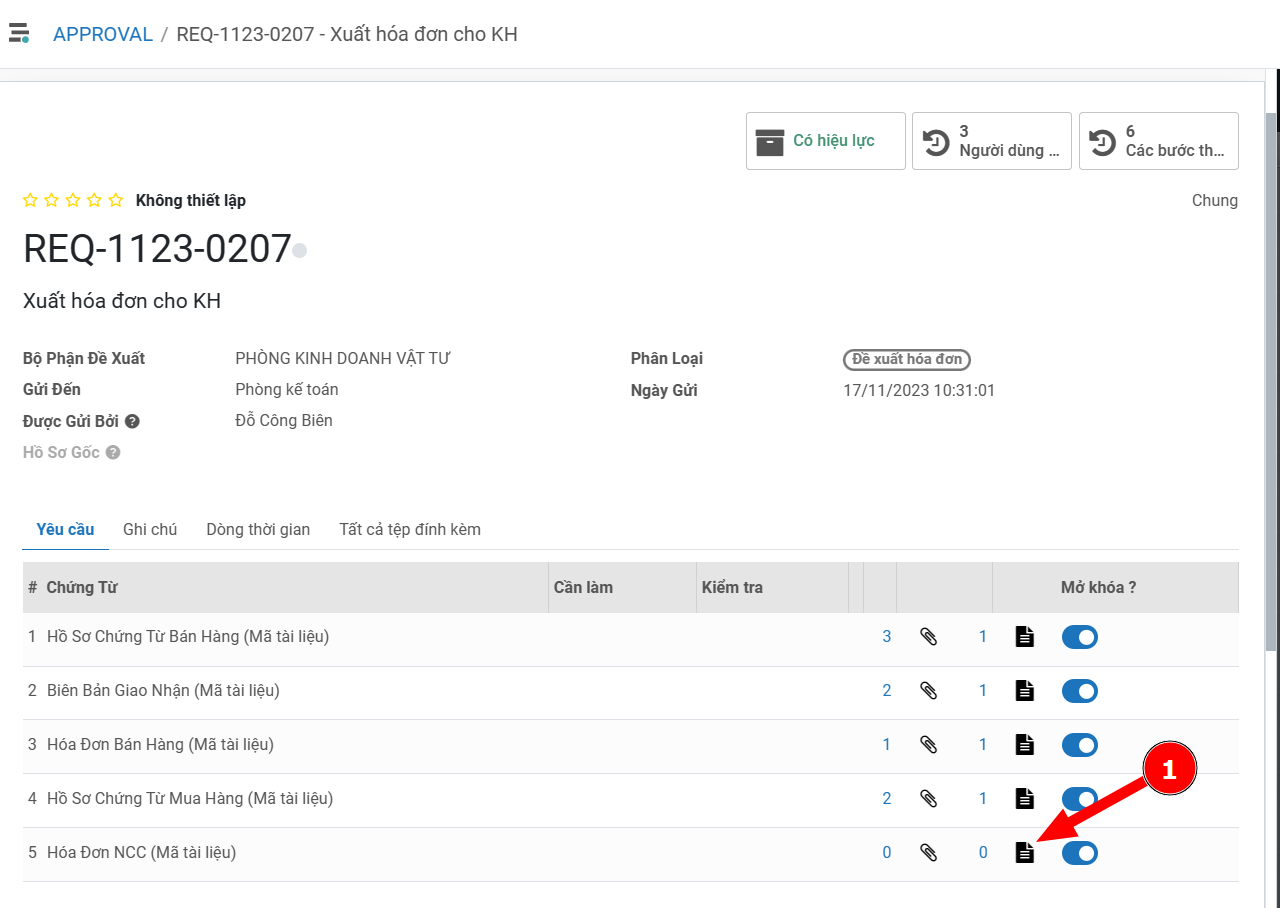 APPROVAL / REQ-1123-0207 - Xuất hóa đơn cho KH
Có hiệu lực
3
Người dùng ...
6
Các bước th...
Không thiết lập
Chung
REQ-1123-0207
Xuất hóa đơn cho KH
Bộ Phận Đề Xuất PHÒNG KINH DOANH VẬT TƯ Phân Loại Đề xuất hóa đơn
Gửi Đến Phòng kế toán Ngày Gửi 17/11/2023 10:31:01
Được Gửi Bởi ? Đỗ Công Biên
Hồ Sơ Gốc ?
Yêu cầu Ghi chú Dòng thời gian Tất cả tệp đính kèm
# Chứng Từ Cần làm Kiểm tra Mở khóa ?
1 Hồ Sơ Chứng Từ Bán Hàng (Mã tài liệu) 3 1
2 Biên Bản Giao Nhận (Mã tài liệu) 2 1
3 Hóa Đơn Bán Hàng (Mã tài liệu) 1 1
1
4 Hồ Sơ Chứng Từ Mua Hàng (Mã tài liệu) 2 1
5 Hóa Đơn NCC (Mã tài liệu) 0 0